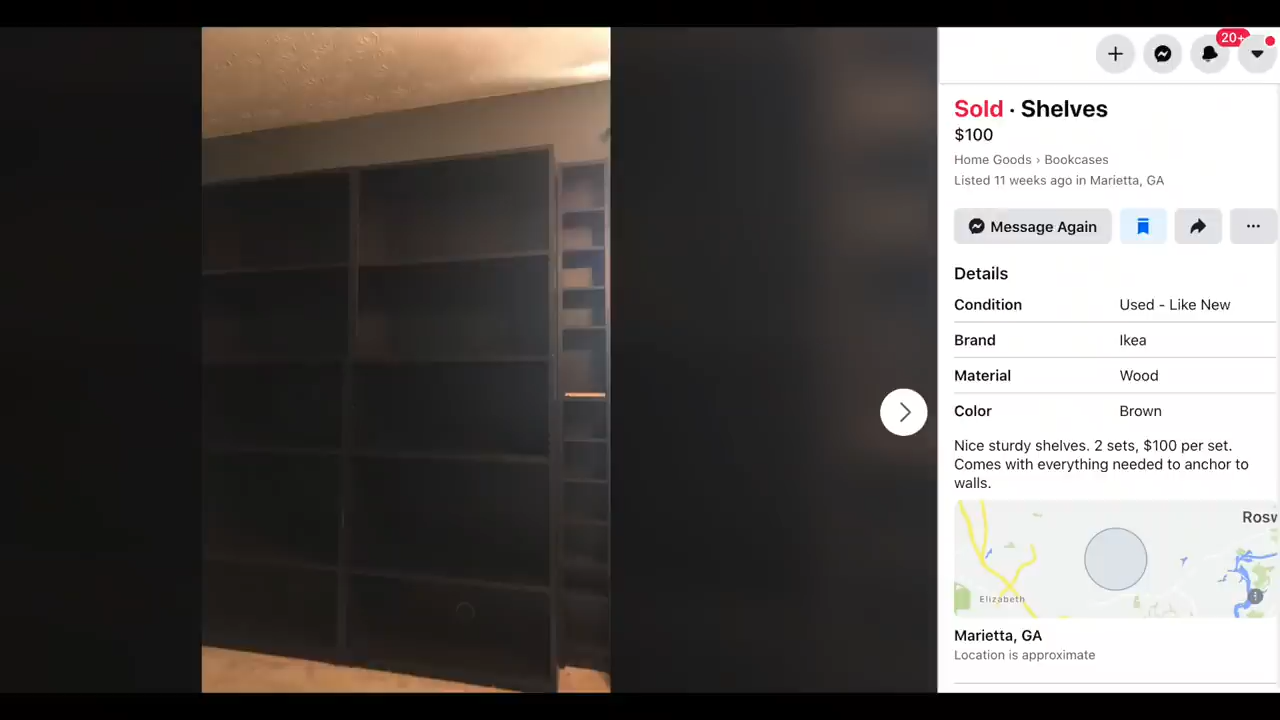 20+
Sold · Shelves
$100
Home Goods › Bookcases
Listed 11 weeks ago in Marietta, GA
Message Again
Details
Condition Used - Like New
Brand Ikea
Material Wood
Color Brown
Nice sturdy shelves. 2 sets, $100 per set.
Comes with everything needed to anchor to
walls.
Rosw
Elizabeth
Marietta, GA
Location is approximate